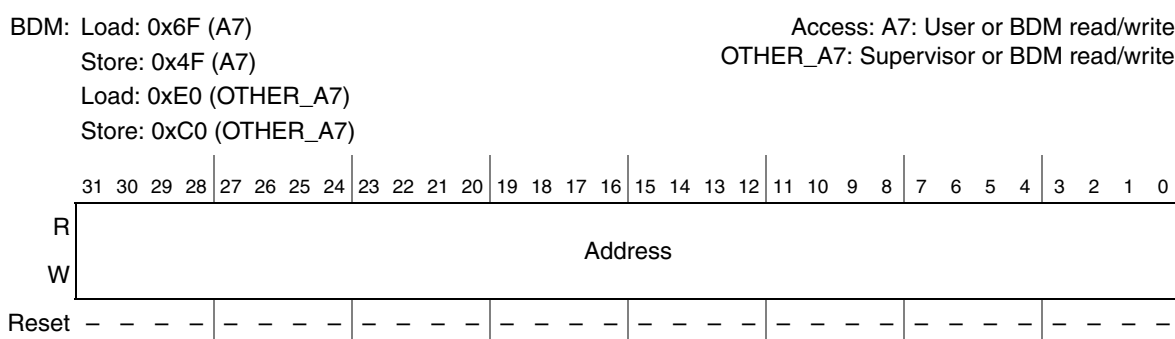 BDM: Load: 0x6F (A7)
Store: 0x4F (A7)
Load: 0xE0 (OTHER_A7)
Store: 0xC0 (OTHER_A7)
Access: A7: User or BDM read/write
OTHER_A7: Supervisor or BDM read/write
31 30 29 28 27 26 25 24 23 22 21 20 19 18 17 16 15 14 13 12 11 10 9 8 7 6 5 4 3 2 1 0
R
Address
W
Reset – – – – – – – – – – – – – – – – – – – – – – – – – – – – – – – –